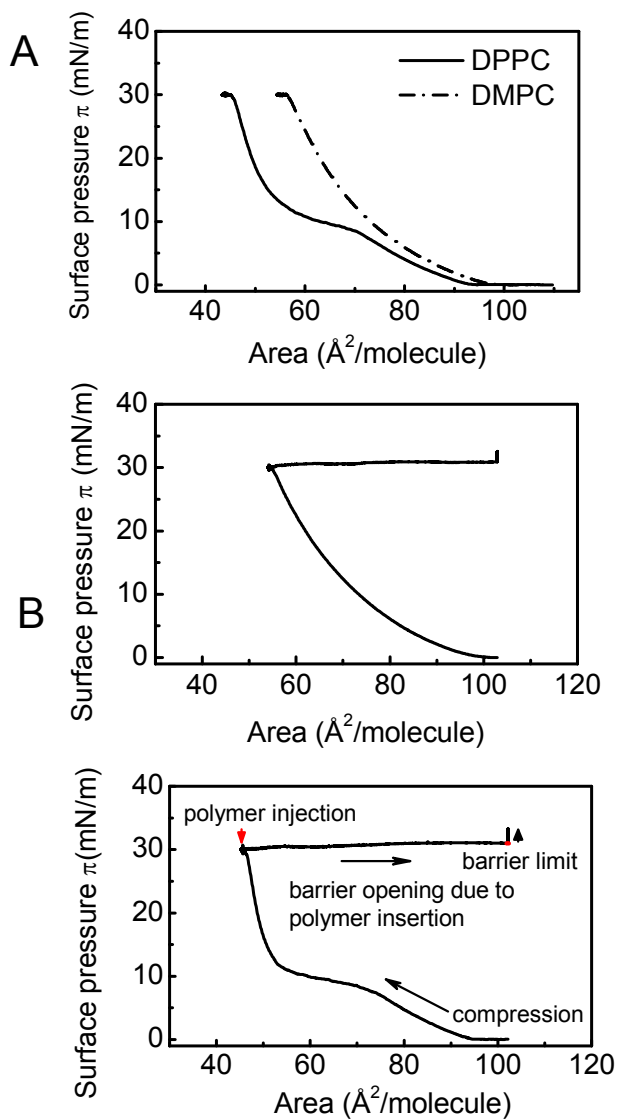 A
DPPC
DMPC
40
30
20
10
0
Surface pressure π (mN/m)
40 60 80 100
Area (Å²/molecule)
B
40
30
20
10
0
Surface pressure π (mN/m)
40 60 80 100 120
Area (Å²/molecule)
40
30
20
10
0
Surface pressure π(mN/m)
polymer injection
barrier limit
barrier opening due to
polymer insertion
compression
40 60 80 100 120
Area (Å²/molecule)